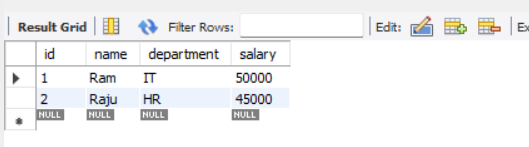 Result Grid Filter Rows: Edit:
id name department salary
1 Ram IT 50000
2 Raju HR 45000
NULL NULL NULL NULL